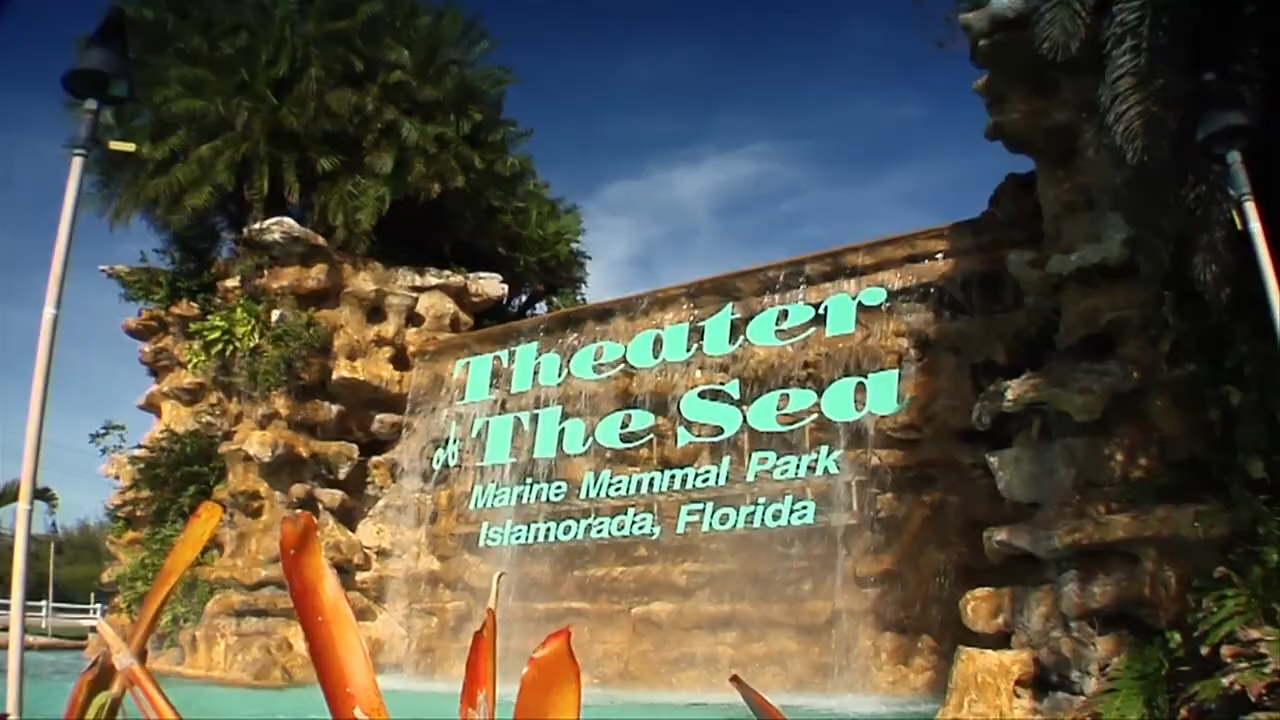 Theater
of The Sea
Marine Mammal Park
Islamorada, Florida